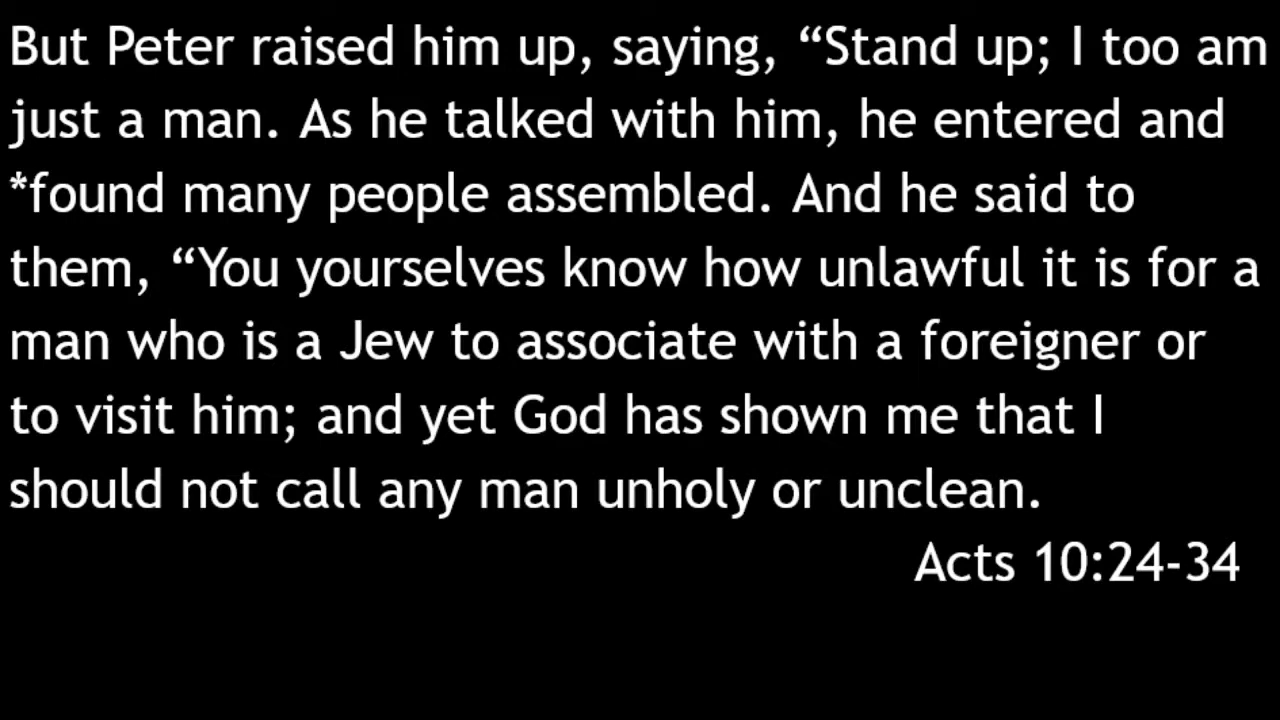 But Peter raised him up, saying, “Stand up; I too am
just a man. As he talked with him, he entered and
*found many people assembled. And he said to
them, “You yourselves know how unlawful it is for a
man who is a Jew to associate with a foreigner or
to visit him; and yet God has shown me that I
should not call any man unholy or unclean.
Acts 10:24-34